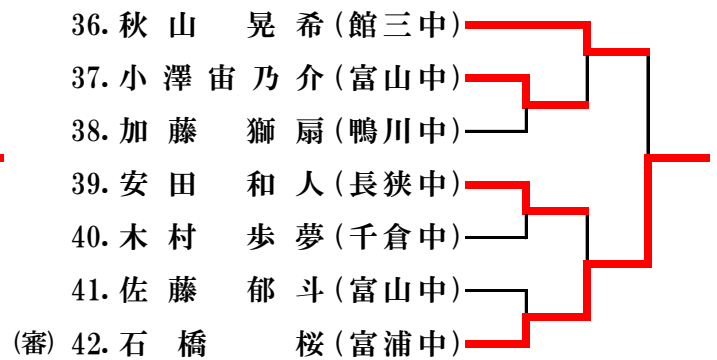 36. 秋山 晃希(館三中)
37. 小澤宙乃介(富山中)
38. 加藤 獅扇(鴨川中)
39. 安田 和人(長狭中)
40. 木村 歩夢(千倉中)
41. 佐藤 郁斗(富山中)
(審) 42. 石橋 桜(富浦中)